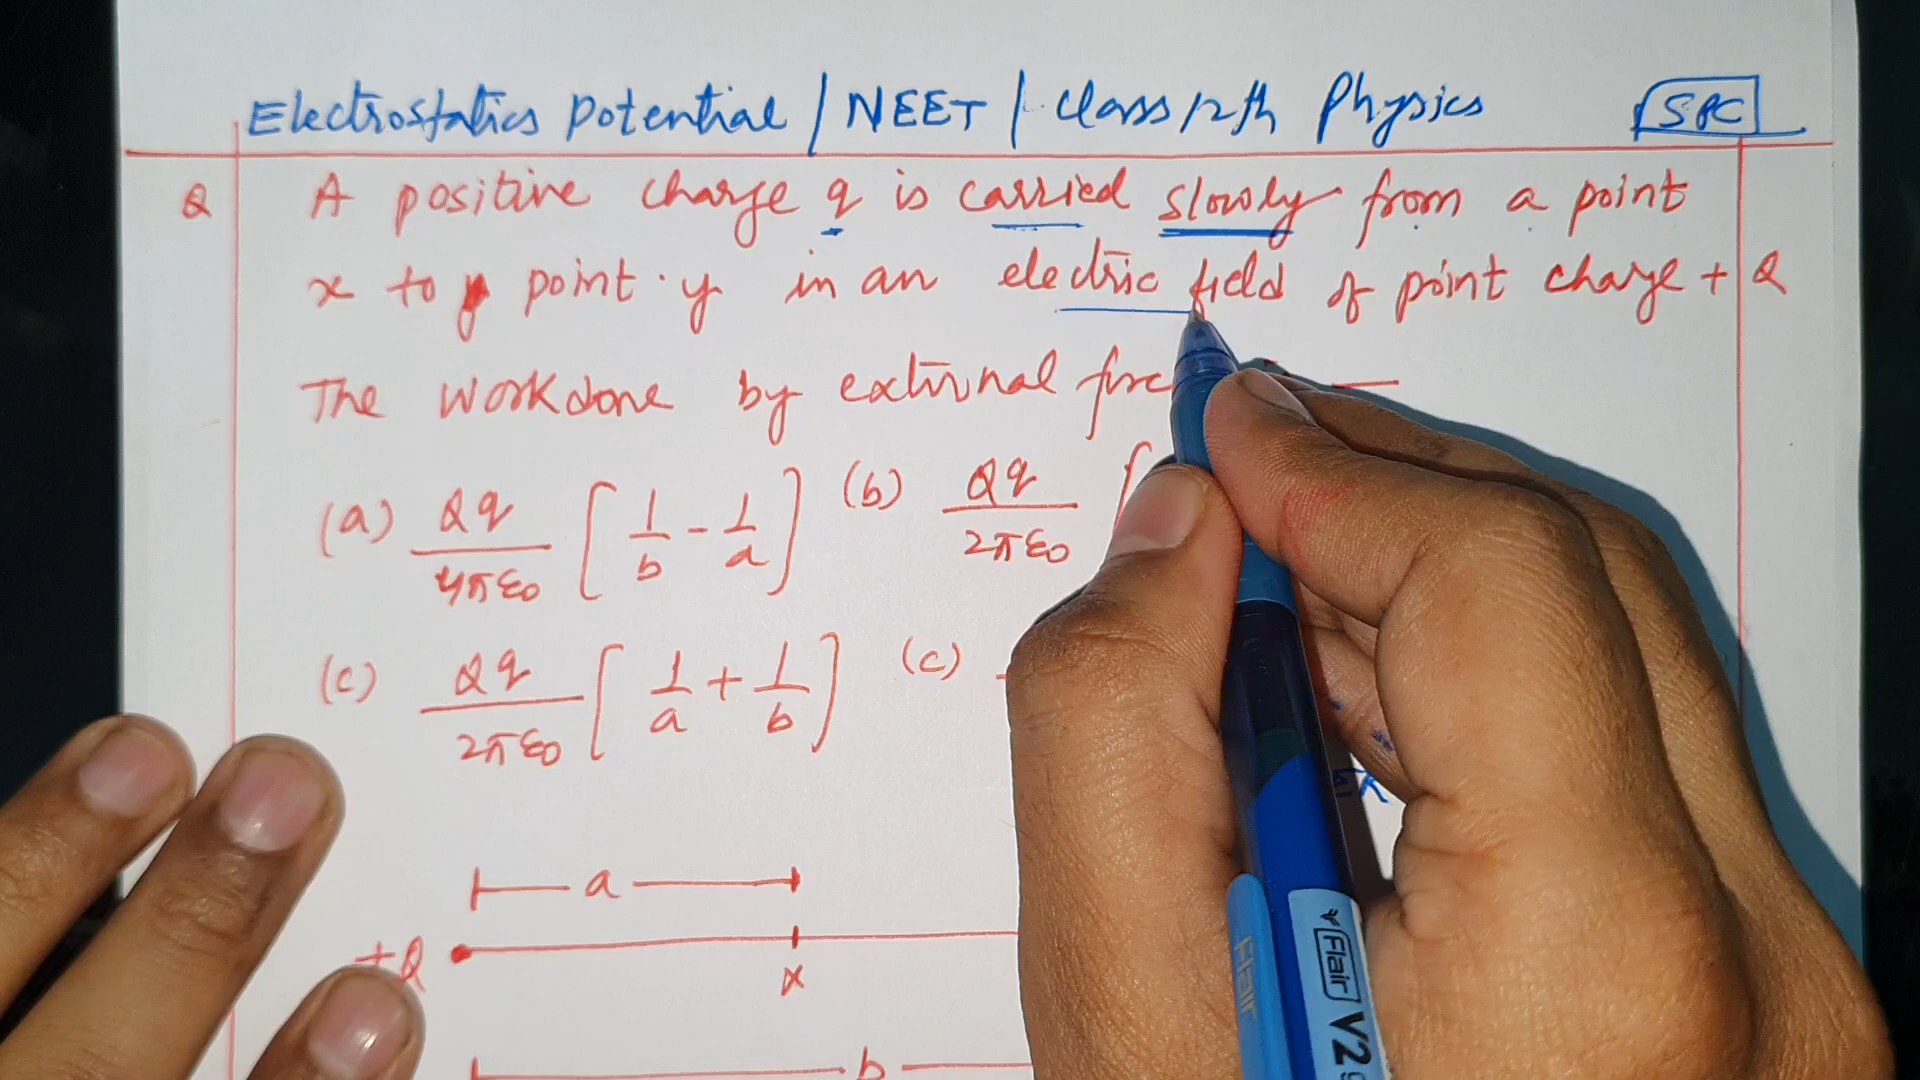 Electrostatics Potential / NEET / Class 12th Physics
SPC
Q A positive charge q is carried slowly from a point
x to point y in an electric field of point charge + Q
The workdone by external
(a) Qq/4πε0 [1/b - 1/a] (b) Qq/2πε0 [
(c) Qq/2πε0 [1/a + 1/b] (c)
a
+Q
x
b
Flair V2
Flair